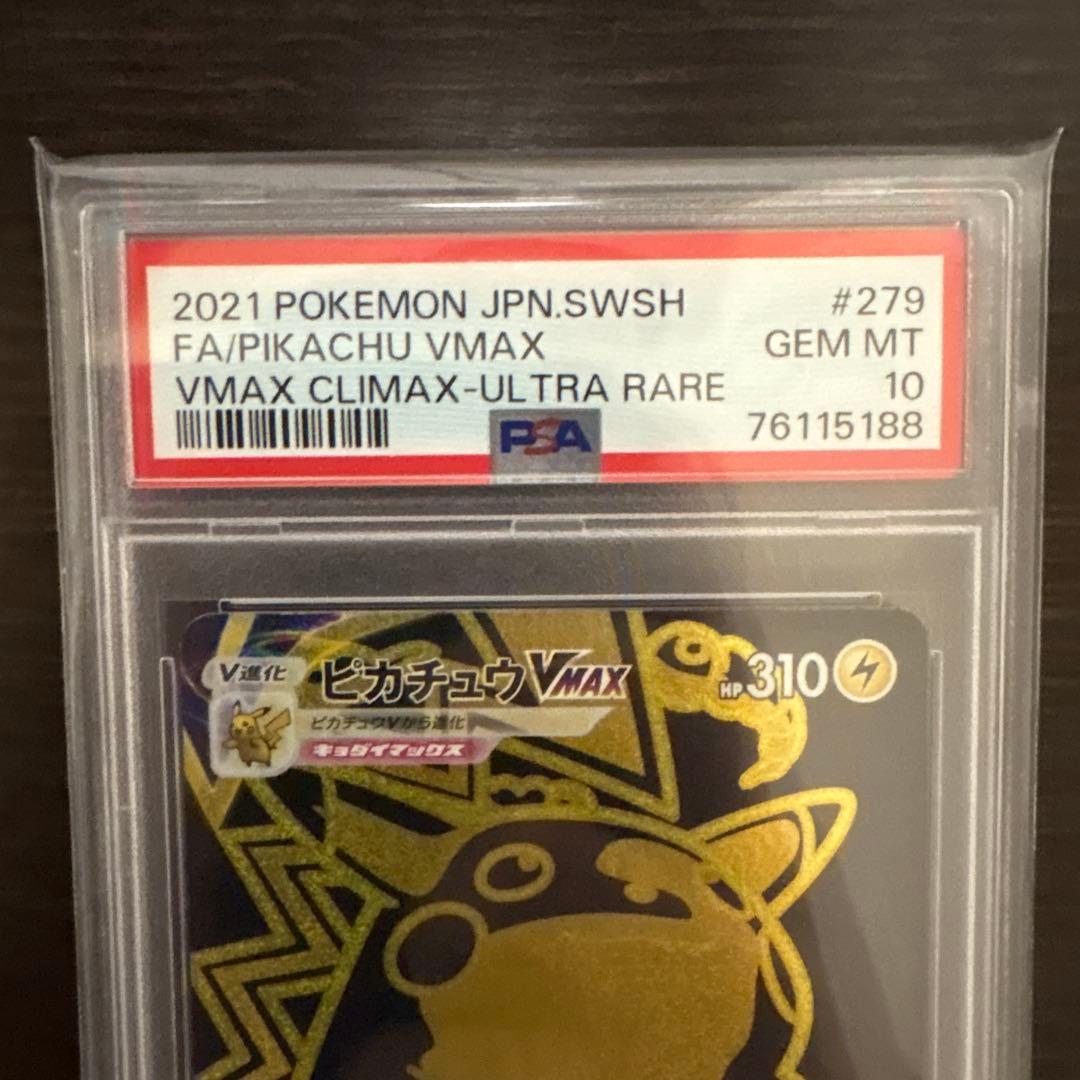 2021 POKEMON JPN.SWSH #279
FA/PIKACHU VMAX GEM MT
VMAX CLIMAX-ULTRA RARE 10
76115188
PSA
V進化 ピカチュウVMAX HP310
ピカチュウVから進化
キョダイマックス